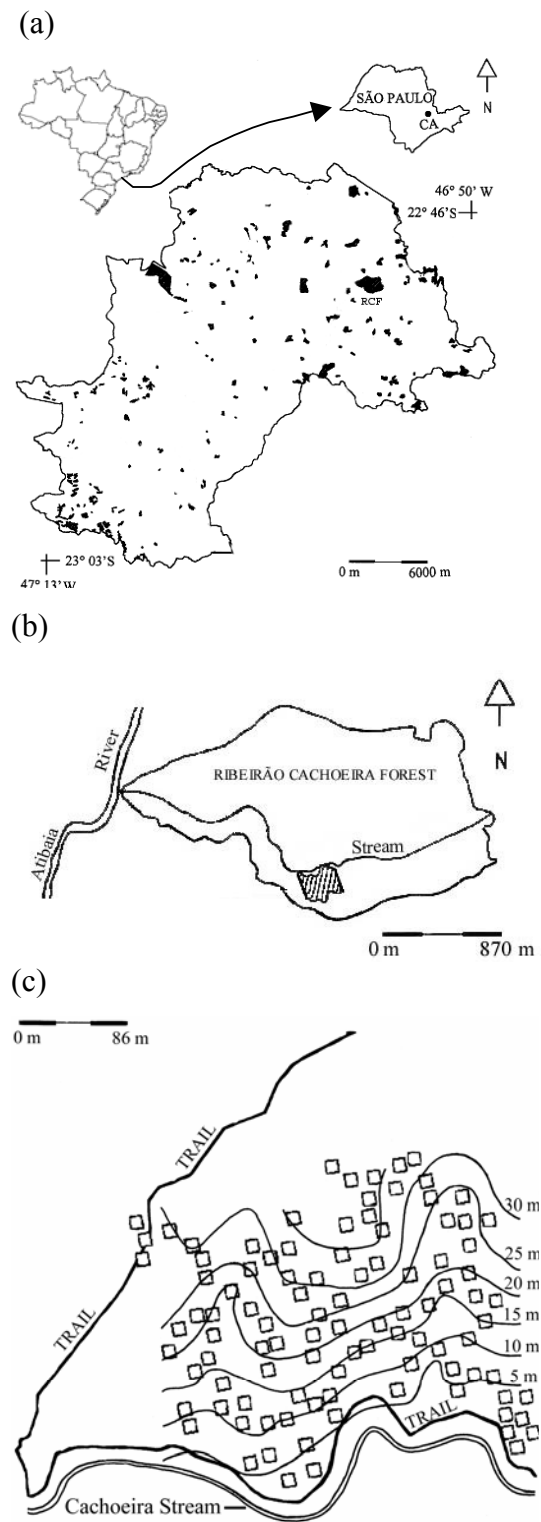 (a)
SÃO PAULO
CA
N
46° 50' W
22° 46'S
RCF
23° 03'S
47° 13' W
0 m 6000 m
(b)
River
Atibaia
RIBEIRÃO CACHOEIRA FOREST
N
Stream
0 m 870 m
(c)
0 m 86 m
TRAIL
30 m
25 m
20 m
TRAIL
15 m
10 m
5 m
TRAIL
Cachoeira Stream